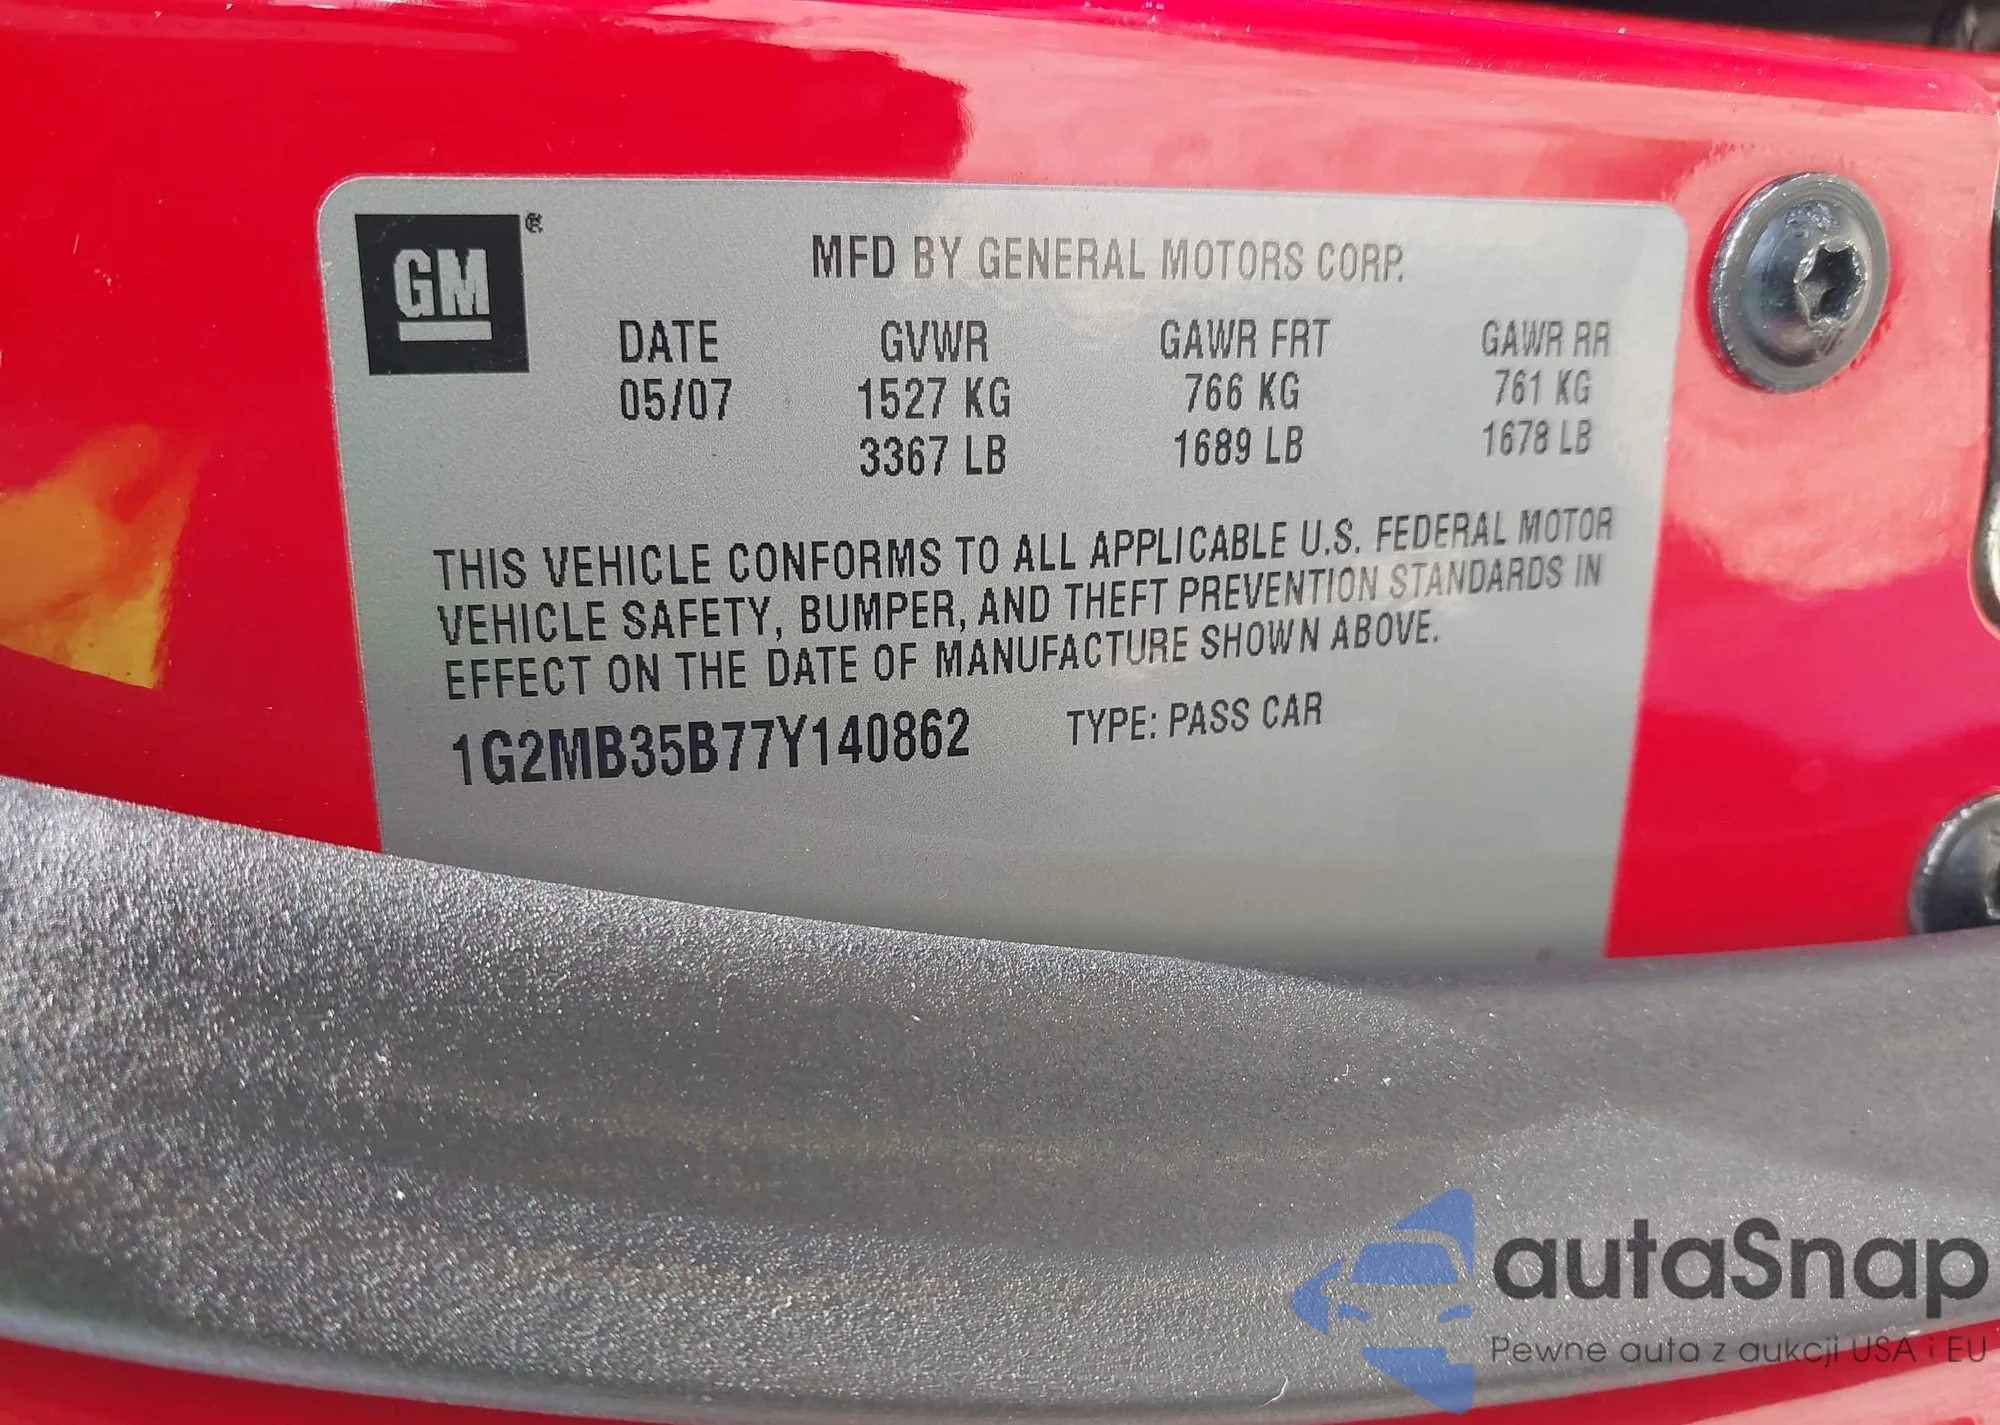 GM®
MFD BY GENERAL MOTORS CORP.
DATE GVWR GAWR FRT GAWR RR
05/07 1527 KG 766 KG 761 KG
3367 LB 1689 LB 1678 LB
THIS VEHICLE CONFORMS TO ALL APPLICABLE U.S. FEDERAL MOTOR
VEHICLE SAFETY, BUMPER, AND THEFT PREVENTION STANDARDS IN
EFFECT ON THE DATE OF MANUFACTURE SHOWN ABOVE.
1G2MB35B77Y140862 TYPE: PASS CAR
autaSnap
Pewne auta z aukcji USA i EU